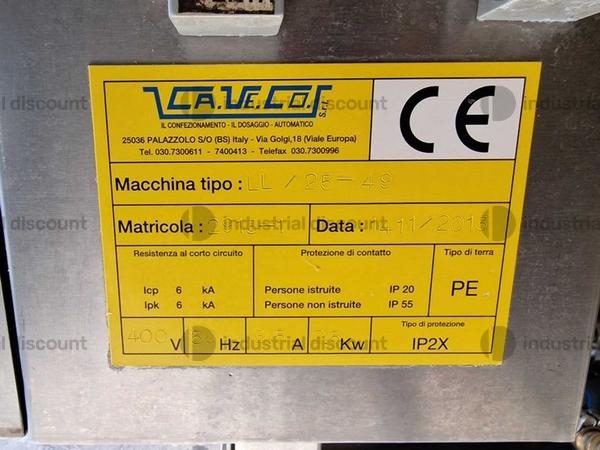 CA.VE.CO. S.r.l.
IL CONFEZIONAMENTO - IL DOSAGGIO - AUTOMATICO
25036 PALAZZOLO S/O (BS) Italy - Via Golgi,18 (Viale Europa)
Tel. 030.7300611 - 7400413 - Telefax 030.7300996
CE
Macchina tipo : LL / 25-49
Matricola : Data : 11/2013
Resistenza al corto circuito Protezione di contatto Tipo di terra
Icp 6 kA Persone istruite IP 20 PE
Ipk 6 kA Persone non istruite IP 55
Tipo di protezione
400 V Hz A Kw IP2X
industrial discount